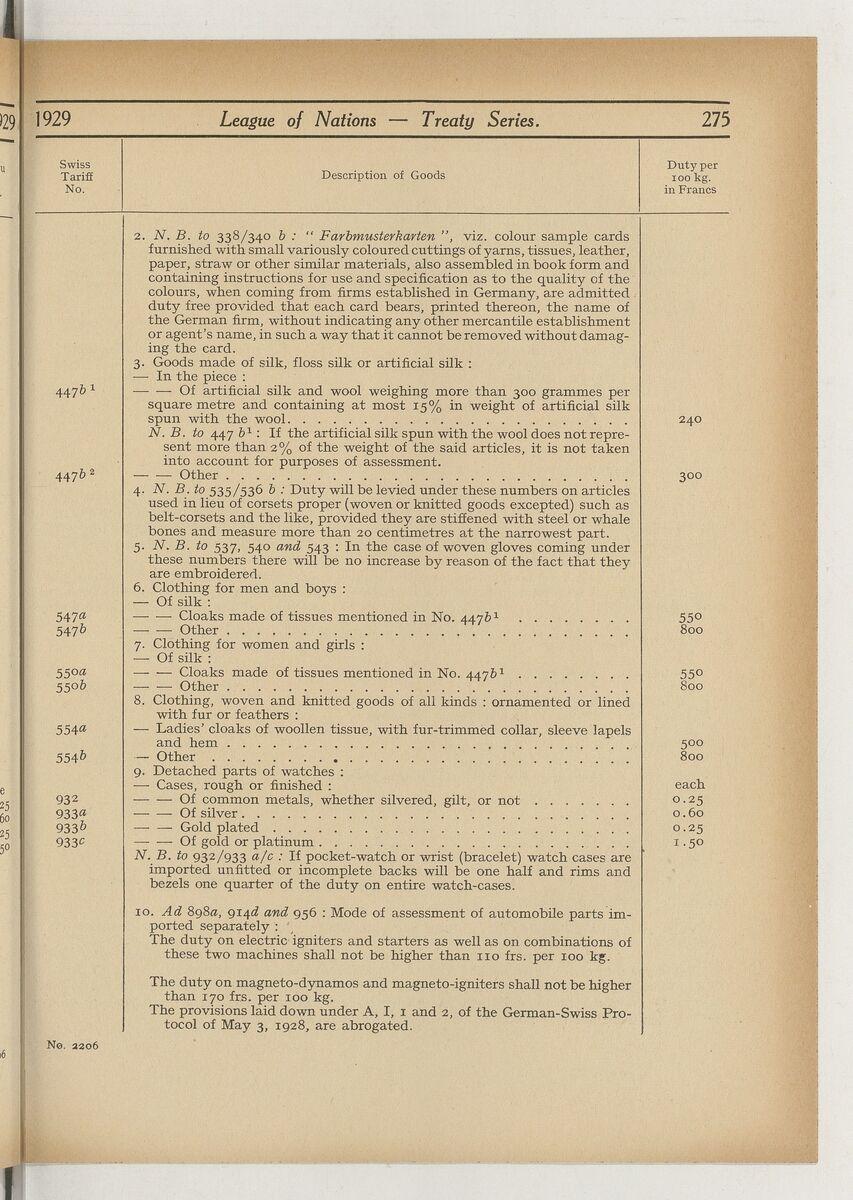 1929 League of Nations — Treaty Series. 275
Swiss
Tariff
No.
Description of Goods
Duty per
100 kg.
in Francs
2. N. B. to 338/340 b : “ Farbmusterkarten ”, viz. colour sample cards
furnished with small variously coloured cuttings of yarns, tissues, leather,
paper, straw or other similar materials, also assembled in book form and
containing instructions for use and specification as to the quality of the
colours, when coming from firms established in Germany, are admitted
duty free provided that each card bears, printed thereon, the name of
the German firm, without indicating any other mercantile establishment
or agent's name, in such a way that it cannot be removed without damag-
ing the card.
3. Goods made of silk, floss silk or artificial silk :
— In the piece :
447b ¹ — — Of artificial silk and wool weighing more than 300 grammes per
square metre and containing at most 15% in weight of artificial silk
spun with the wool. . . . . . . . . . . . . . . . . . . . . . . 240
N. B. to 447 b¹ : If the artificial silk spun with the wool does not repre-
sent more than 2% of the weight of the said articles, it is not taken
into account for purposes of assessment.
447b ² — — Other . . . . . . . . . . . . . . . . . . . . . . . . . . . 300
4. N. B. to 535/536 b : Duty will be levied under these numbers on articles
used in lieu of corsets proper (woven or knitted goods excepted) such as
belt-corsets and the like, provided they are stiffened with steel or whale
bones and measure more than 20 centimetres at the narrowest part.
5. N. B. to 537, 540 and 543 : In the case of woven gloves coming under
these numbers there will be no increase by reason of the fact that they
are embroidered.
6. Clothing for men and boys :
— Of silk :
547a — — Cloaks made of tissues mentioned in No. 447b¹ . . . . . . . . 550
547b — — Other . . . . . . . . . . . . . . . . . . . . . . . . . . . 800
7. Clothing for women and girls :
— Of silk :
550a — — Cloaks made of tissues mentioned in No. 447b¹ . . . . . . . . 550
550b — — Other . . . . . . . . . . . . . . . . . . . . . . . . . . . 800
8. Clothing, woven and knitted goods of all kinds : ornamented or lined
with fur or feathers :
554a — Ladies' cloaks of woollen tissue, with fur-trimmed collar, sleeve lapels
and hem . . . . . . . . . . . . . . . . . . . . . . . . . . . 500
554b — Other . . . . . . . . . . . . . . . . . . . . . . . . . . . . 800
9. Detached parts of watches :
— Cases, rough or finished : each
932 — — Of common metals, whether silvered, gilt, or not . . . . . . . 0.25
933a — — Of silver . . . . . . . . . . . . . . . . . . . . . . . . . . 0.60
933b — — Gold plated . . . . . . . . . . . . . . . . . . . . . . . . 0.25
933c — — Of gold or platinum . . . . . . . . . . . . . . . . . . . . . 1.50
N. B. to 932/933 a/c : If pocket-watch or wrist (bracelet) watch cases are
imported unfitted or incomplete backs will be one half and rims and
bezels one quarter of the duty on entire watch-cases.
10. Ad 898a, 914d and 956 : Mode of assessment of automobile parts im-
ported separately :
The duty on electric igniters and starters as well as on combinations of
these two machines shall not be higher than 110 frs. per 100 kg.
The duty on magneto-dynamos and magneto-igniters shall not be higher
than 170 frs. per 100 kg.
The provisions laid down under A, I, 1 and 2, of the German-Swiss Pro-
tocol of May 3, 1928, are abrogated.
No. 2206